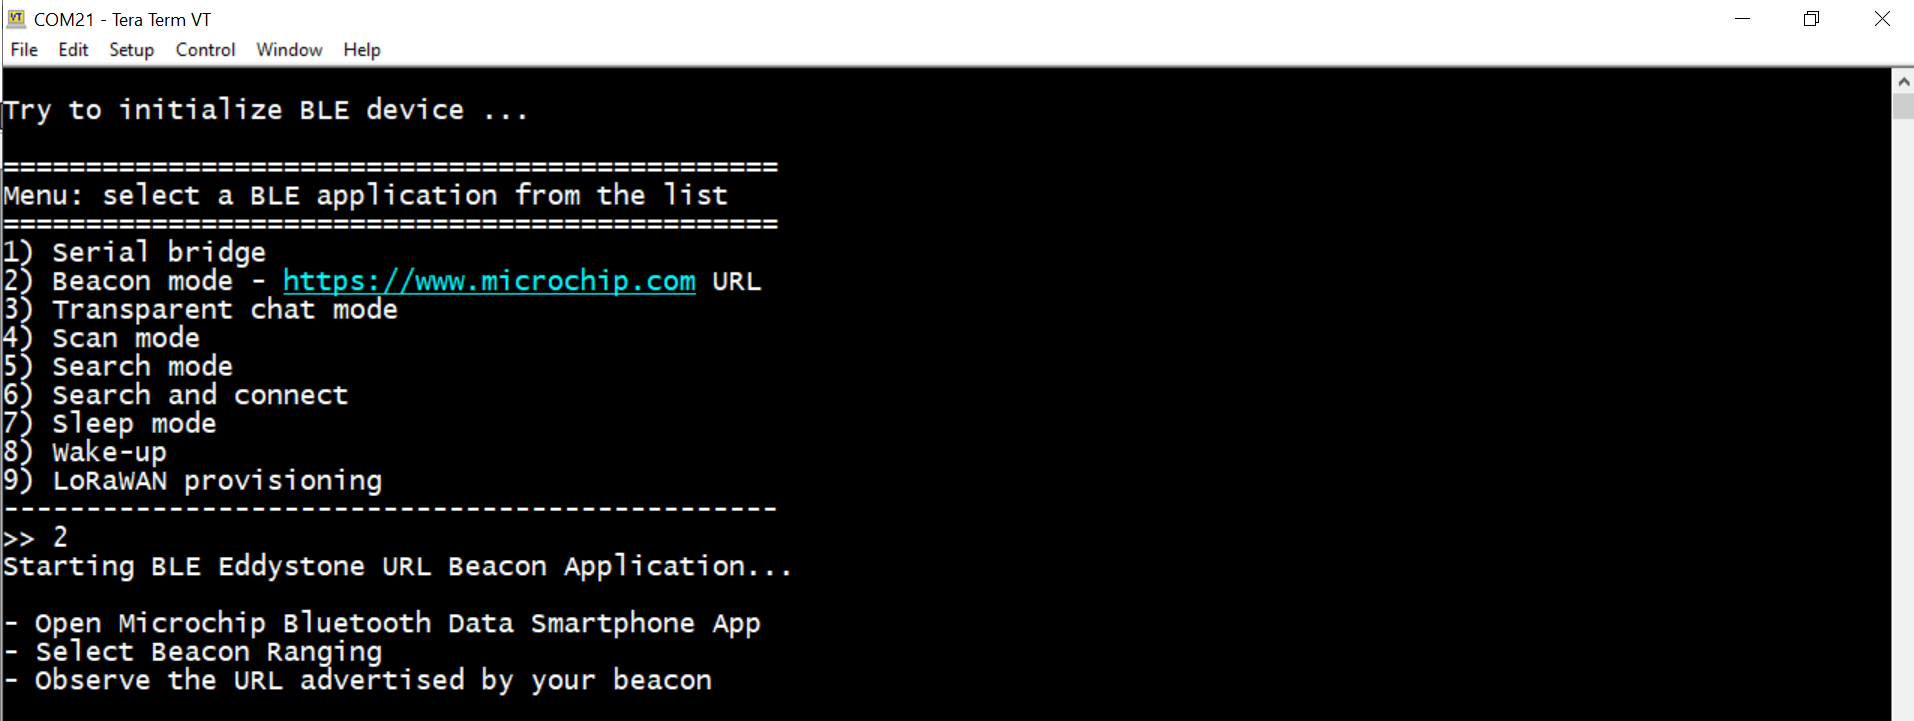 COM21 - Tera Term VT
File Edit Setup Control Window Help
Try to initialize BLE device ...
===============================================
Menu: select a BLE application from the list
===============================================
1) Serial bridge
2) Beacon mode - https://www.microchip.com URL
3) Transparent chat mode
4) Scan mode
5) Search mode
6) Search and connect
7) Sleep mode
8) Wake-up
9) LoRaWAN provisioning
-----------------------------------------------
>> 2
Starting BLE Eddystone URL Beacon Application...
- Open Microchip Bluetooth Data Smartphone App
- Select Beacon Ranging
- Observe the URL advertised by your beacon